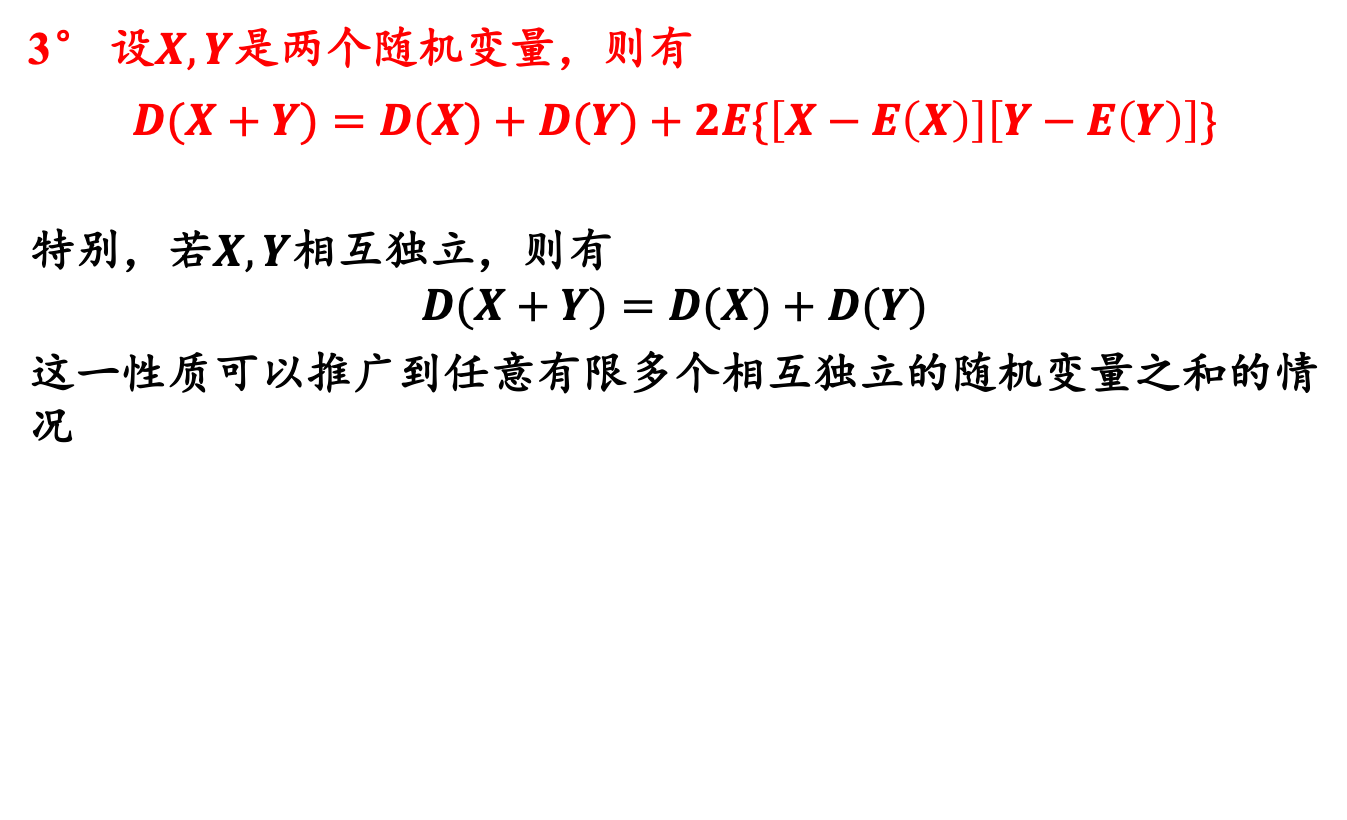 3° 设X,Y是两个随机变量，则有
D(X + Y) = D(X) + D(Y) + 2E{[X − E(X)][Y − E(Y)]}
特别，若X,Y相互独立，则有
D(X + Y) = D(X) + D(Y)
这一性质可以推广到任意有限多个相互独立的随机变量之和的情
况